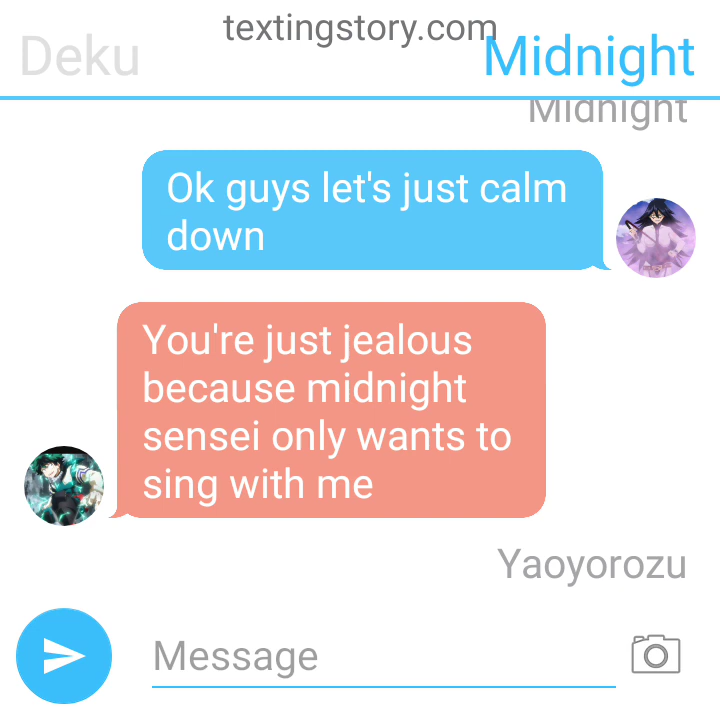 textingstory.com
Deku
Midnight
Midnight
Ok guys let's just calm
down
You're just jealous
because midnight
sensei only wants to
sing with me
Yaoyorozu
Message